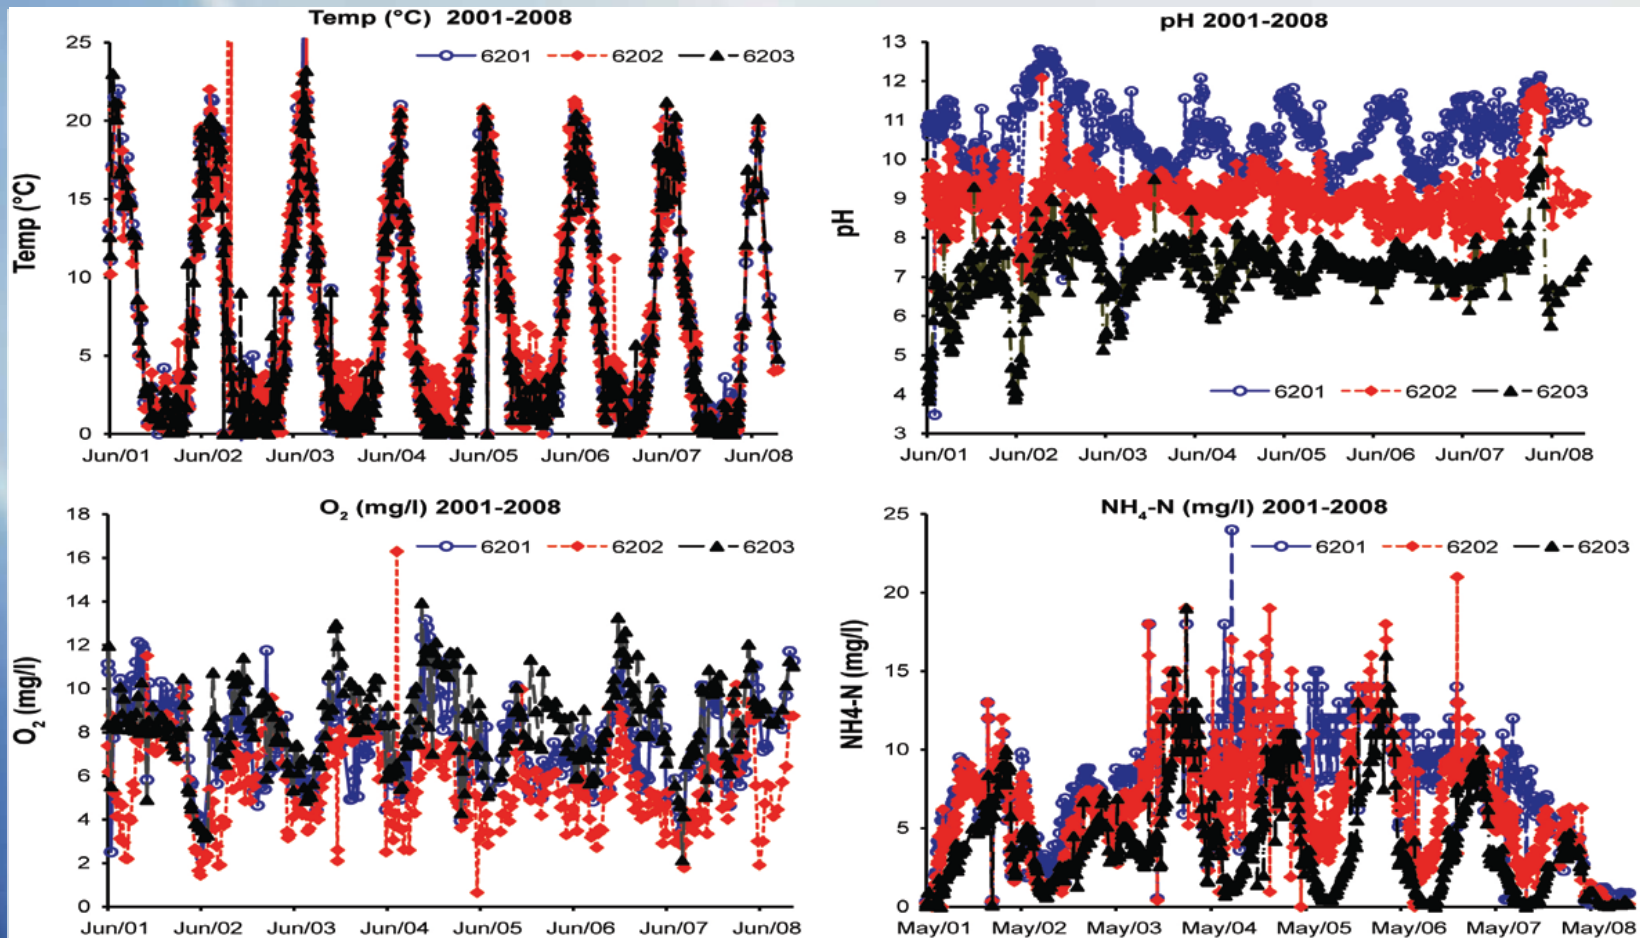 Temp (°C) 2001-2008
25
20
15
10
5
0
Temp (°C)
6201 6202 6203
Jun/01 Jun/02 Jun/03 Jun/04 Jun/05 Jun/06 Jun/07 Jun/08
pH 2001-2008
13
12
11
10
9
8
7
6
5
4
3
pH
6201 6202 6203
Jun/01 Jun/02 Jun/03 Jun/04 Jun/05 Jun/06 Jun/07 Jun/08
O₂ (mg/l) 2001-2008
18
16
14
12
10
8
6
4
2
0
O₂ (mg/l)
6201 6202 6203
Jun/01 Jun/02 Jun/03 Jun/04 Jun/05 Jun/06 Jun/07 Jun/08
NH₄-N (mg/l) 2001-2008
25
20
15
10
5
0
NH4-N (mg/l)
6201 6202 6203
May/01 May/02 May/03 May/04 May/05 May/06 May/07 May/08